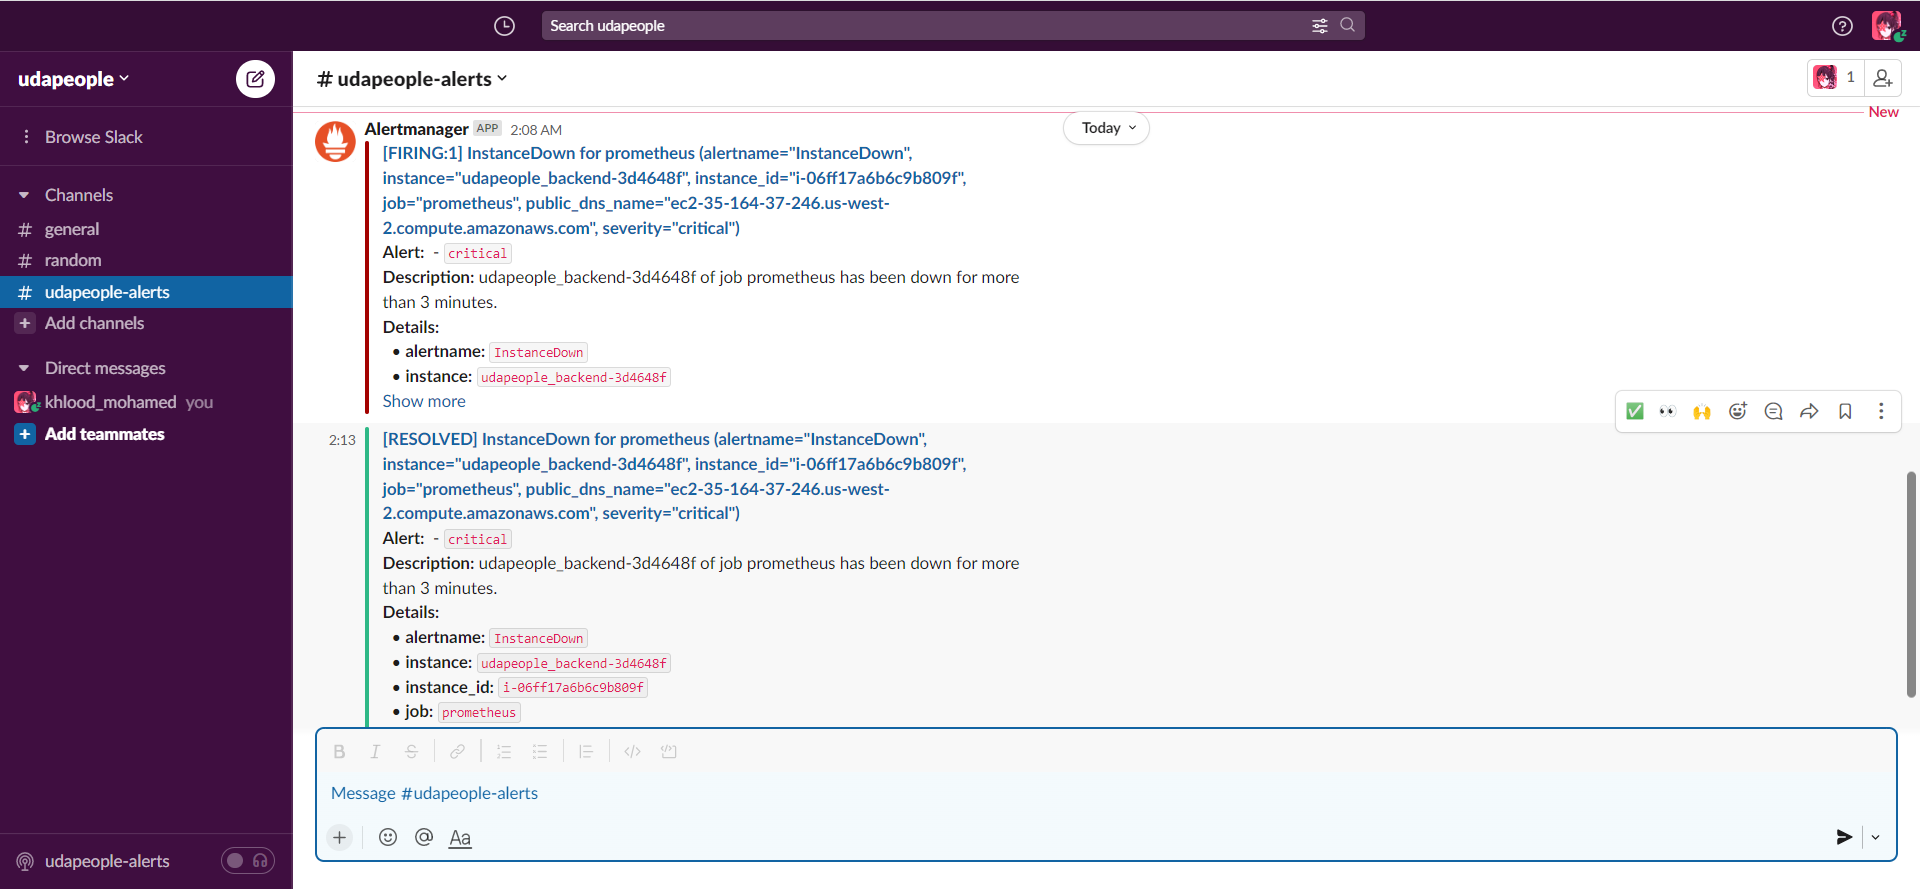 Search udapeople
udapeople
# udapeople-alerts
1
Browse Slack
New
Alertmanager APP 2:08 AM
Today
[FIRING:1] InstanceDown for prometheus (alertname="InstanceDown",
instance="udapeople_backend-3d4648f", instance_id="i-06ff17a6b6c9b809f",
job="prometheus", public_dns_name="ec2-35-164-37-246.us-west-
2.compute.amazonaws.com", severity="critical")
Alert: - critical
Description: udapeople_backend-3d4648f of job prometheus has been down for more
than 3 minutes.
Details:
• alertname: InstanceDown
• instance: udapeople_backend-3d4648f
Show more
Channels
# general
# random
# udapeople-alerts
+ Add channels
Direct messages
khlood_mohamed you
+ Add teammates
2:13
[RESOLVED] InstanceDown for prometheus (alertname="InstanceDown",
instance="udapeople_backend-3d4648f", instance_id="i-06ff17a6b6c9b809f",
job="prometheus", public_dns_name="ec2-35-164-37-246.us-west-
2.compute.amazonaws.com", severity="critical")
Alert: - critical
Description: udapeople_backend-3d4648f of job prometheus has been down for more
than 3 minutes.
Details:
• alertname: InstanceDown
• instance: udapeople_backend-3d4648f
• instance_id: i-06ff17a6b6c9b809f
• job: prometheus
B I S
Message #udapeople-alerts
+ @ Aa
udapeople-alerts